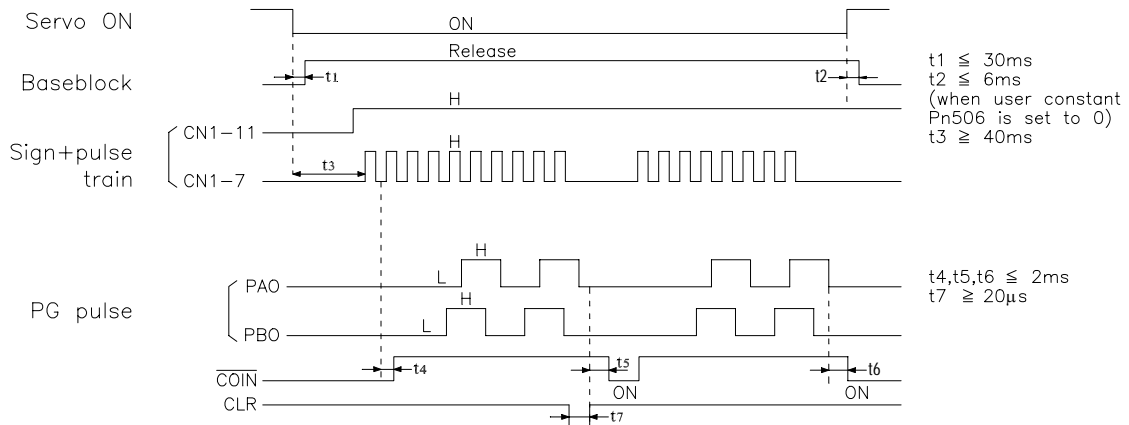 Servo ON
ON
Release
Baseblock
t1
t2
t1 ≦ 30ms
t2 ≦ 6ms
(when user constant
Pn506 is set to 0)
t3 ≧ 40ms
H
CN1-11
Sign+pulse
train
H
t3
CN1-7
H
L
PAO
t4,t5,t6 ≦ 2ms
t7 ≧ 20μs
PG pulse
H
L
PBO
COIN
t4
t5
t6
ON
ON
CLR
t7